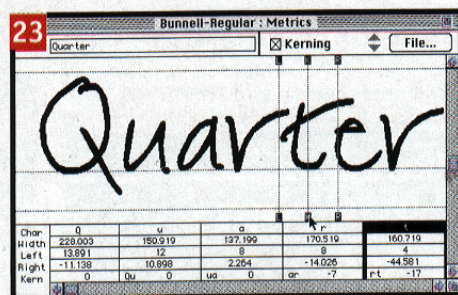 23
Bunnell-Regular : Metrics
Quarter
Kerning
File...
Quarter
Char Q u a r t
Width 228.003 150.919 137.199 170.519 160.719
Left 13.891 12 8 8 4
Right -11.138 10.898 2.264 -14.026 -44.581
Kern 0 Qu 0 ua 0 ar -7 rt -17